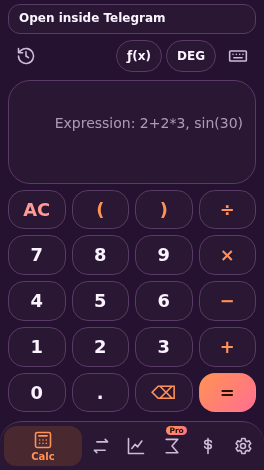 Open inside Telegram
ƒ(x) DEG
Expression: 2+2*3, sin(30)
AC ( ) ÷
7 8 9 ×
4 5 6 −
1 2 3 +
0 . ⌫ =
Pro
$
Calc